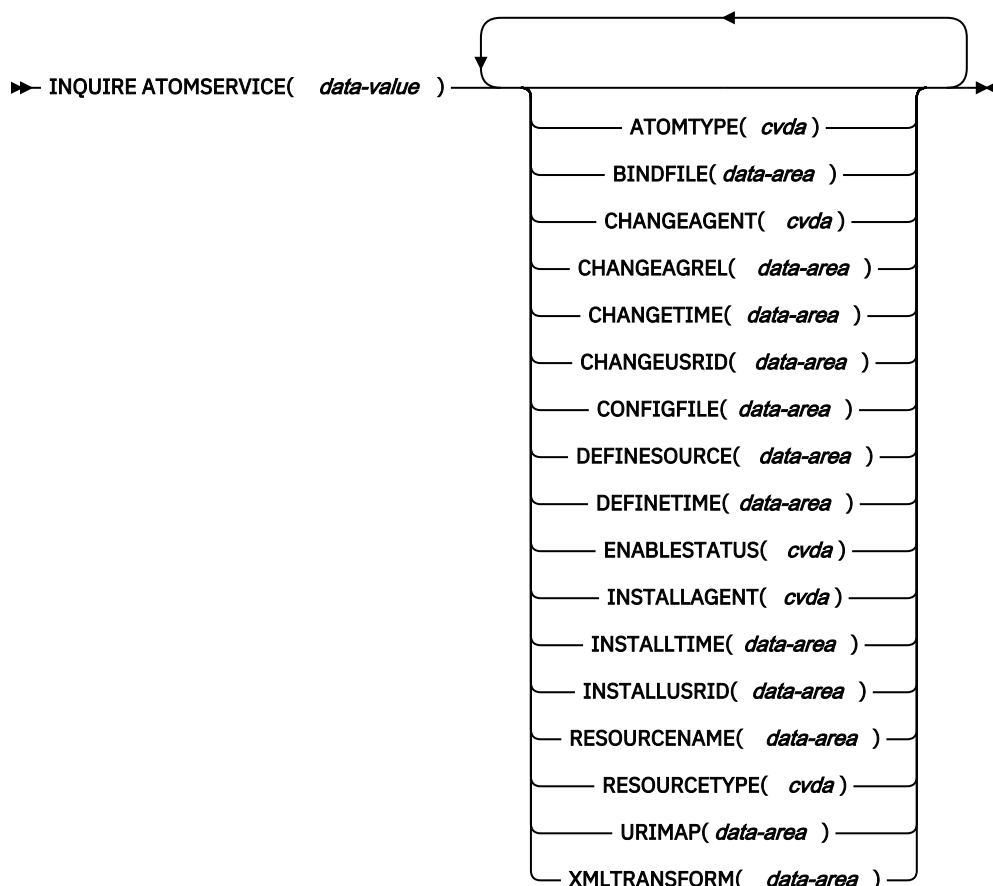 INQUIRE ATOMSERVICE( data-value )
ATOMTYPE( cvda )
BINDFILE( data-area )
CHANGEAGENT( cvda )
CHANGEAGREL( data-area )
CHANGETIME( data-area )
CHANGEUSRID( data-area )
CONFIGFILE( data-area )
DEFINESOURCE( data-area )
DEFINETIME( data-area )
ENABLESTATUS( cvda )
INSTALLAGENT( cvda )
INSTALLTIME( data-area )
INSTALLUSRID( data-area )
RESOURCENAME( data-area )
RESOURCETYPE( cvda )
URIMAP( data-area )
XMLTRANSFORM( data-area )